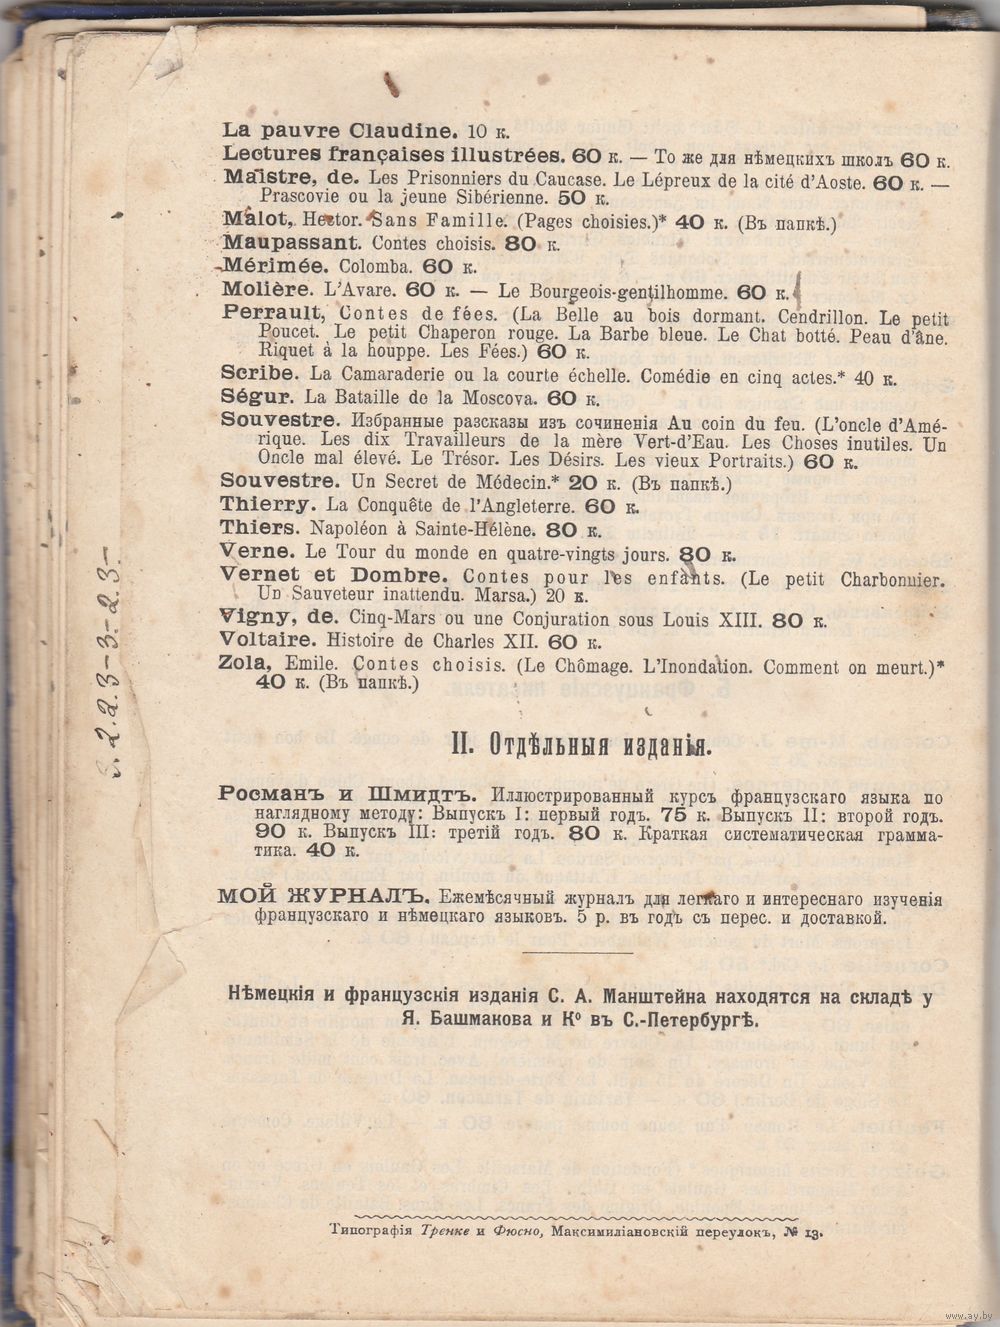 La pauvre Claudine. 10 к.
Lectures françaises illustrées. 60 к. — То же для нѣмецкихъ школъ 60 к.
Maistre, de. Les Prisonniers du Caucase. Le Lépreux de la cité d'Aoste. 60 к. —
Prascovie ou la jeune Sibérienne. 50 к.
Malot, Hector. Sans Famille. (Pages choisies.)* 40 к. (Въ папкѣ.)
Maupassant. Contes choisis. 80 к.
Mérimée. Colomba. 60 к.
Molière. L'Avare. 60 к. — Le Bourgeois-gentilhomme. 60 к.
Perrault, Contes de fées. (La Belle au bois dormant. Cendrillon. Le petit
Poucet. Le petit Chaperon rouge. La Barbe bleue. Le Chat botté. Peau d'âne.
Riquet à la houppe. Les Fées.) 60 к.
Scribe. La Camaraderie ou la courte échelle. Comédie en cinq actes.* 40 к.
Ségur. La Bataille de la Moscova. 60 к.
Souvestre. Избранные разсказы изъ сочиненія Au coin du feu. (L'oncle d'Amé-
rique. Les dix Travailleurs de la mère Vert-d'Eau. Les Choses inutiles. Un
Oncle mal élevé. Le Trésor. Les Désirs. Les vieux Portraits.) 60 к.
Souvestre. Un Secret de Médecin.* 20 к. (Въ папкѣ.)
Thierry. La Conquête de l'Angleterre. 60 к.
Thiers. Napoléon à Sainte-Hélène. 80 к.
Verne. Le Tour du monde en quatre-vingts jours. 80 к.
Vernet et Dombre. Contes pour les enfants. (Le petit Charbonnier.
Un Sauveteur inattendu. Marsa.) 20 к.
Vigny, de. Cinq-Mars ou une Conjuration sous Louis XIII. 80 к.
Voltaire. Histoire de Charles XII. 60 к.
Zola, Emile. Contes choisis. (Le Chômage. L'Inondation. Comment on meurt.)*
40 к. (Въ папкѣ.)
II. Отдѣльныя изданія.
Росманъ и Шмидтъ. Иллюстрированный курсъ французскаго языка по
наглядному методу: Выпускъ I: первый годъ. 75 к. Выпускъ II: второй годъ.
90 к. Выпускъ III: третій годъ. 80 к. Краткая систематическая грамма-
тика. 40 к.
МОЙ ЖУРНАЛЪ. Ежемѣсячный журналъ для легкаго и интереснаго изученія
французскаго и нѣмецкаго языковъ. 5 р. въ годъ съ перес. и доставкой.
Нѣмецкія и французскія изданія С. А. Манштейна находятся на складѣ у
Я. Башмакова и Кº въ С.-Петербургѣ.
Типографія Тренке и Фюсно, Максимиліановскій переулокъ, № 13.
www.ay.by